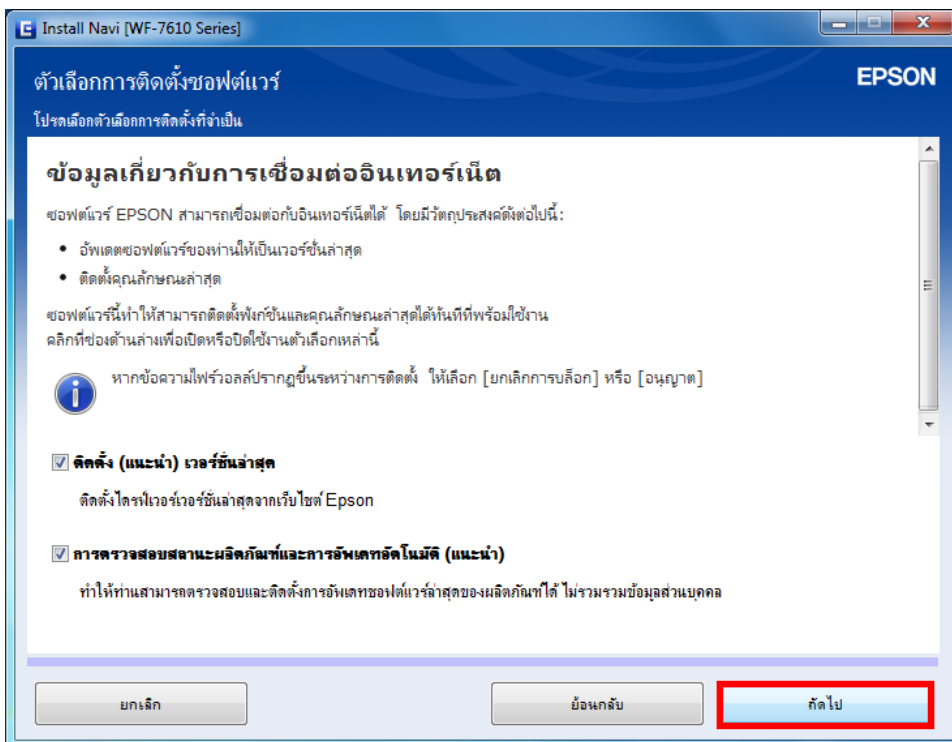 Install Navi [WF-7610 Series]
ตัวเลือกการติดตั้งซอฟต์แวร์
EPSON
โปรดเลือกตัวเลือกการติดตั้งที่จำเป็น
ข้อมูลเกี่ยวกับการเชื่อมต่ออินเทอร์เน็ต
ซอฟต์แวร์ EPSON สามารถเชื่อมต่อกับอินเทอร์เน็ตได้ โดยมีวัตถุประสงค์ดังต่อไปนี้:
• อัพเดตซอฟต์แวร์ของท่านให้เป็นเวอร์ชั่นล่าสุด
• ติดตั้งคุณลักษณะล่าสุด
ซอฟต์แวร์นี้ทำให้สามารถติดตั้งฟังก์ชันและคุณลักษณะล่าสุดได้ทันทีที่พร้อมใช้งาน
คลิกที่ช่องด้านล่างเพื่อเปิดหรือปิดใช้งานตัวเลือกเหล่านี้
หากข้อความไฟร์วอลล์ปรากฏขึ้นระหว่างการติดตั้ง ให้เลือก [ยกเลิกการบล็อก] หรือ [อนุญาต]
ติดตั้ง (แนะนำ) เวอร์ชั่นล่าสุด
ติดตั้งไดรฟ์เวอร์เวอร์ชั่นล่าสุดจากเว็บไซต์ Epson
การตรวจสอบสถานะผลิตภัณฑ์และการอัพเดทอัตโนมัติ (แนะนำ)
ทำให้ท่านสามารถตรวจสอบและติดตั้งการอัพเดทซอฟต์แวร์ล่าสุดของผลิตภัณฑ์ได้ ไม่รวมรวมข้อมูลส่วนบุคคล
ยกเลิก
ย้อนกลับ
ถัดไป